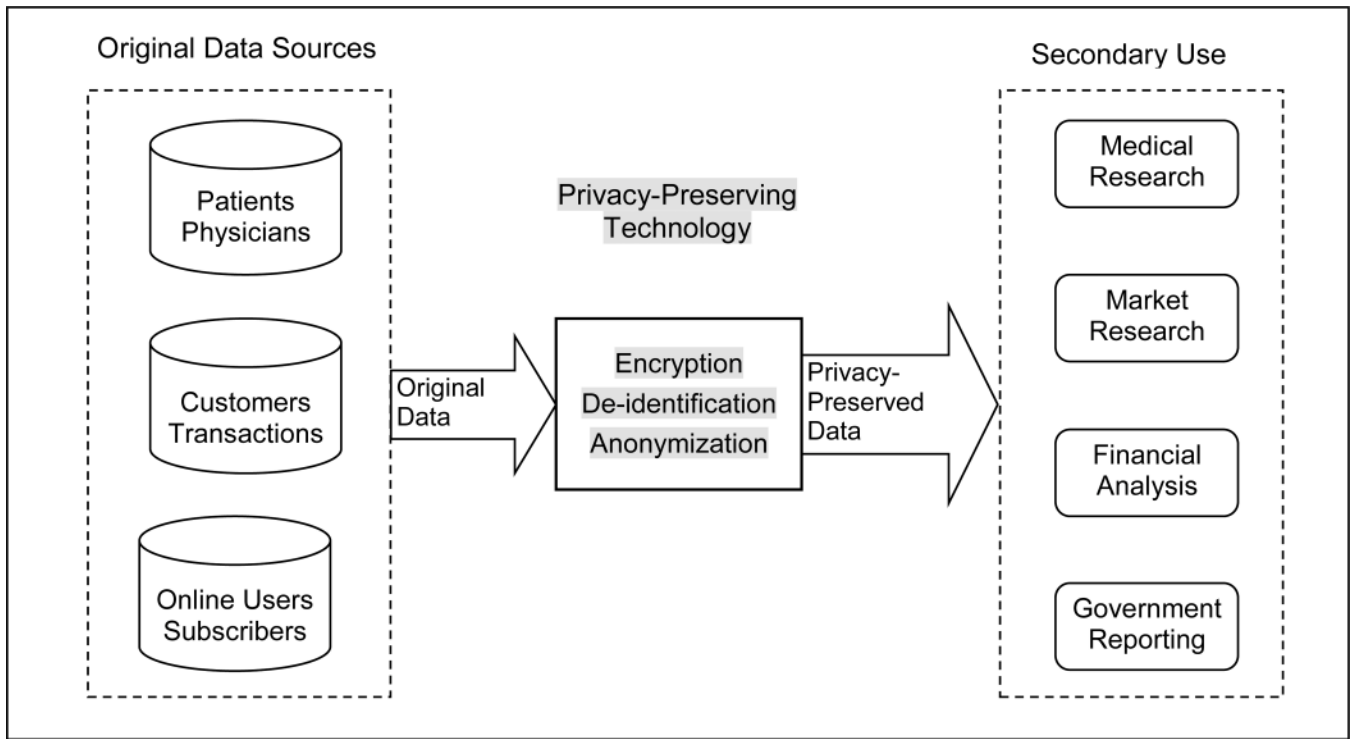 Original Data Sources
Patients
Physicians
Customers
Transactions
Online Users
Subscribers
Original
Data
Privacy-Preserving
Technology
Encryption
De-identification
Anonymization
Privacy-
Preserved
Data
Secondary Use
Medical
Research
Market
Research
Financial
Analysis
Government
Reporting